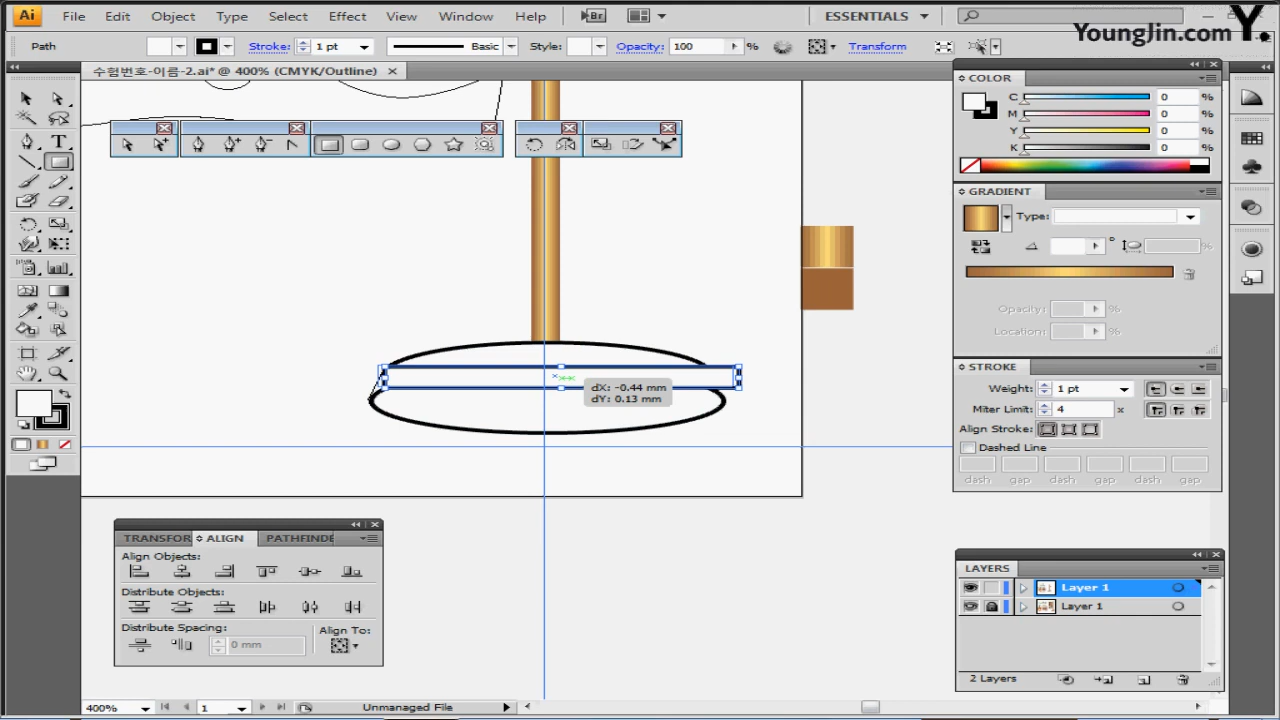 Ai File Edit Object Type Select Effect View Window Help Br ESSENTIALS
YoungJin.com Y.
Path Stroke: 1 pt Basic Style: Opacity: 100 % Transform
수험번호-이름-2.ai* @ 400% (CMYK/Outline)
COLOR
C 0 %
M 0 %
Y 0 %
K 0 %
GRADIENT
Type:
°
%
Opacity: %
Location: %
STROKE
Weight: 1 pt
Miter Limit: 4 x
Align Stroke:
Dashed Line
dash gap dash gap dash gap
dX: -0.44 mm
dY: 0.13 mm
TRANSFOR ALIGN PATHFINDE
Align Objects:
Distribute Objects:
Distribute Spacing: Align To:
0 mm
LAYERS
Layer 1
Layer 1
2 Layers
400% 1 Unmanaged File